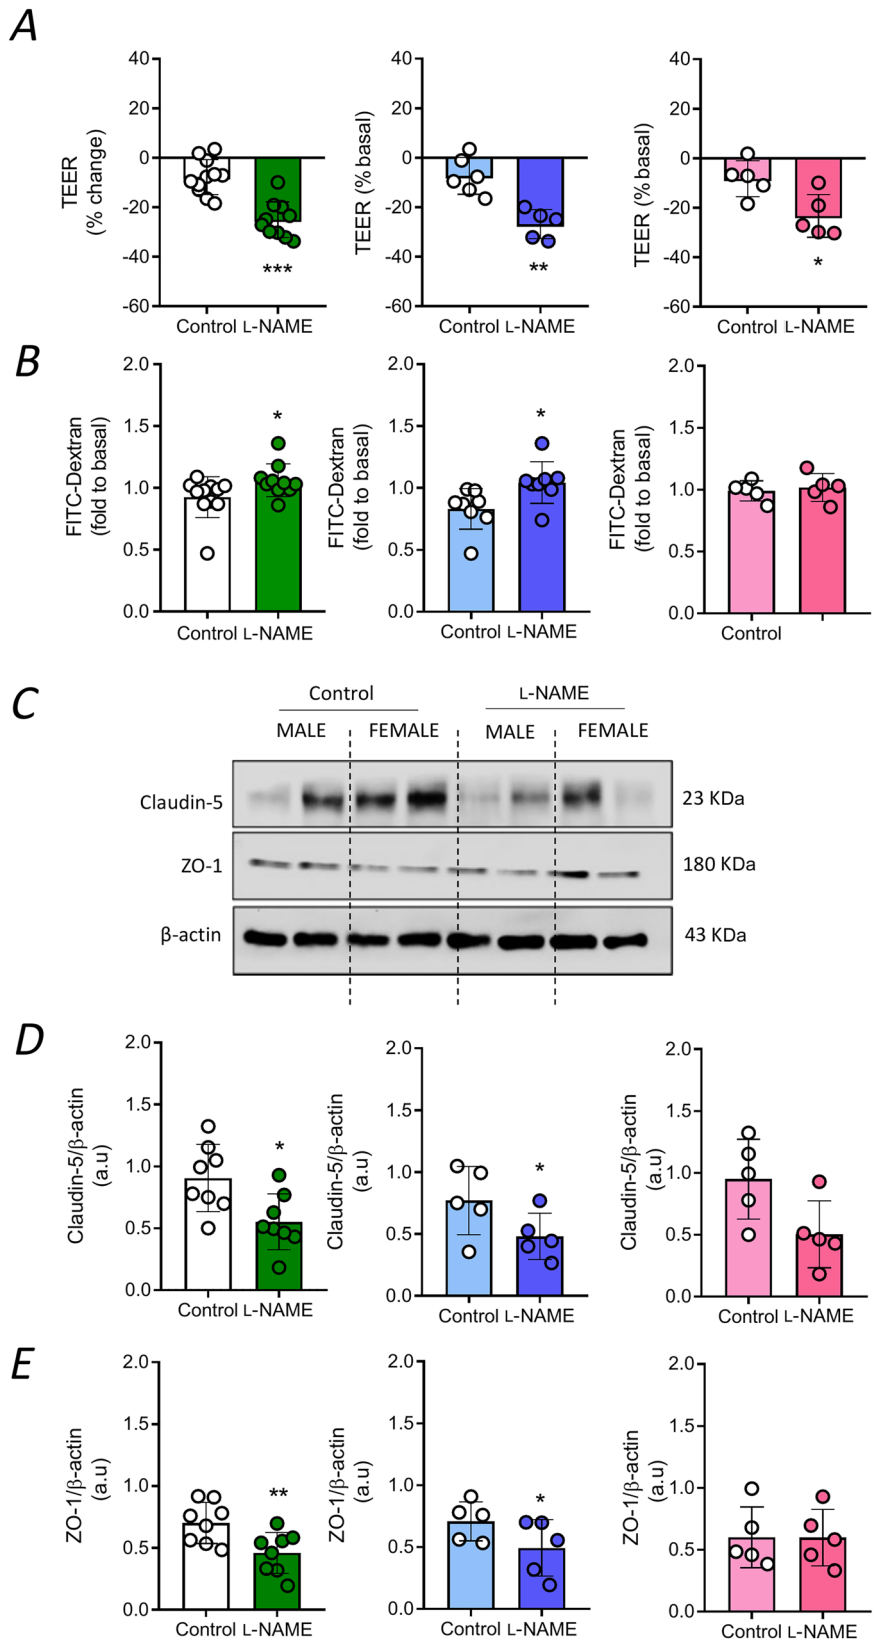 A
TEER
(% change)
40
20
0
-20
-40
-60
***
Control L-NAME
TEER (%basal)
40
20
0
-20
-40
-60
**
Control L-NAME
TEER (%basal)
40
20
0
-20
-40
-60
*
Control L-NAME
B
FITC-Dextran
(fold to basal)
2.0
1.5
1.0
0.5
0.0
*
Control L-NAME
FITC-Dextran
(fold to basal)
2.0
1.5
1.0
0.5
0.0
*
Control L-NAME
FITC-Dextran
(fold to basal)
2.0
1.5
1.0
0.5
0.0
Control
C
Control L-NAME
MALE FEMALE MALE FEMALE
Claudin-5 23 KDa
ZO-1 180 KDa
β-actin 43 KDa
D
Claudin-5/β-actin
(a.u)
2.0
1.5
1.0
0.5
0.0
*
Control L-NAME
Claudin-5/β-actin
(a.u)
2.0
1.5
1.0
0.5
0.0
*
Control L-NAME
Claudin-5/β-actin
(a.u)
2.0
1.5
1.0
0.5
0.0
Control L-NAME
E
ZO-1/β-actin
(a.u)
2.0
1.5
1.0
0.5
0.0
**
Control L-NAME
ZO-1/β-actin
(a.u)
2.0
1.5
1.0
0.5
0.0
*
Control L-NAME
ZO-1/β-actin
(a.u)
2.0
1.5
1.0
0.5
0.0
Control L-NAME